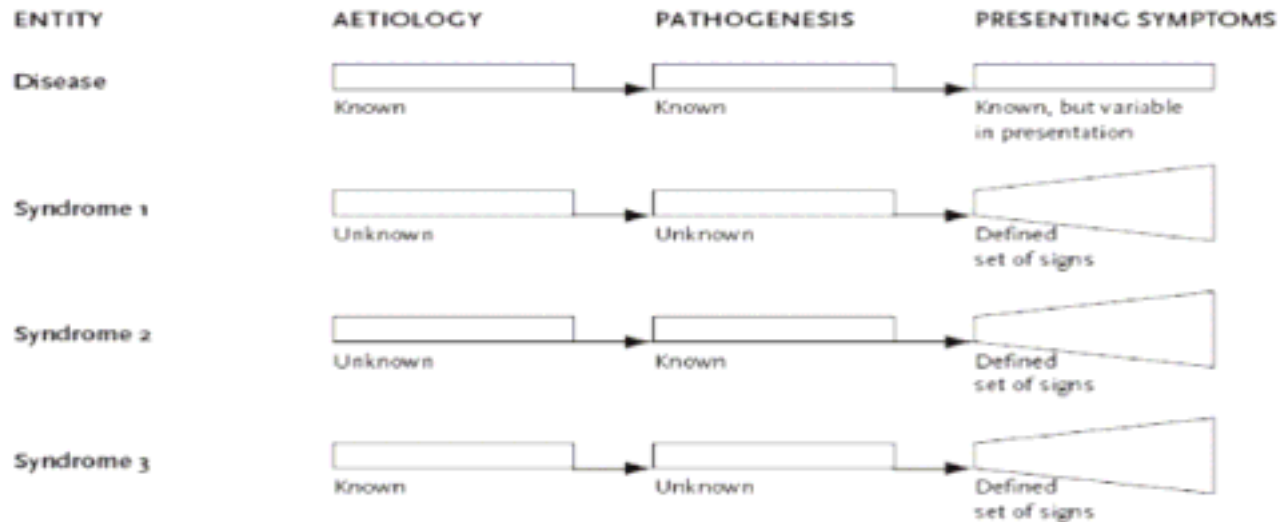 ENTITY AETIOLOGY PATHOGENESIS PRESENTING SYMPTOMS
Disease
Known Known Known, but variable
in presentation
Syndrome 1
Unknown Unknown Defined
set of signs
Syndrome 2
Unknown Known Defined
set of signs
Syndrome 3
Known Unknown Defined
set of signs